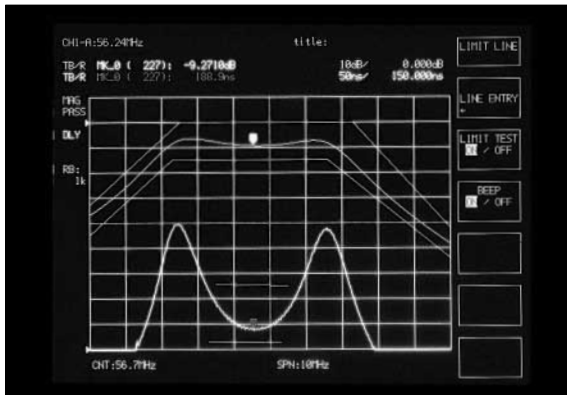 CH1-A:56.24MHz
title:
TB/R MK_0 ( 227): -9.2710dB 10dB/ 0.000dB
TB/R MK_0 ( 227): 188.9ns 50ns/ 150.000ns
MAG
PASS
DLY
RB:
1k
CNT:56.7MHz SPN:10MHz
LIMIT LINE
LINE ENTRY
LIMIT TEST
ON / OFF
BEEP
ON / OFF